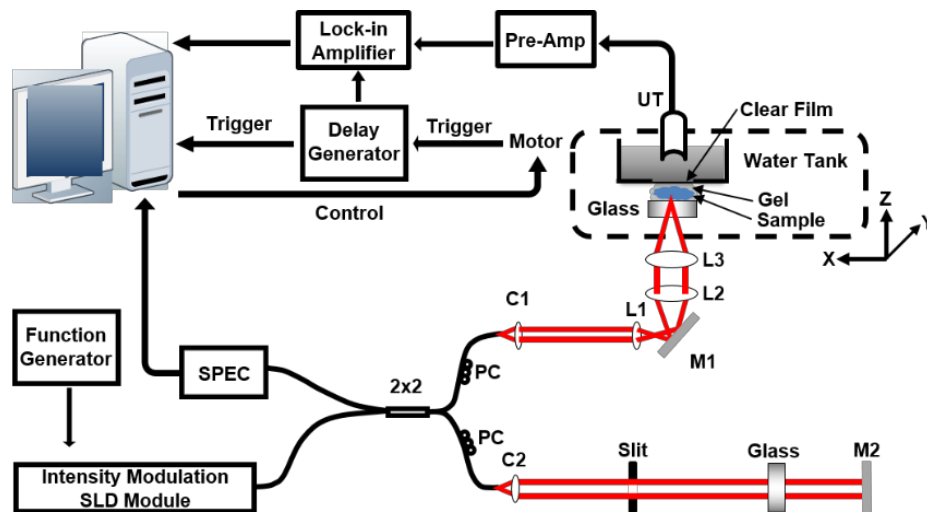 Lock-in
Amplifier
Pre-Amp
UT
Clear Film
Trigger
Delay
Generator
Trigger
Motor
Water Tank
Control
Glass
Gel
Sample
Z
Y
X
L3
L2
C1
L1
M1
Function
Generator
SPEC
PC
2x2
PC
C2
Slit
Glass
M2
Intensity Modulation
SLD Module